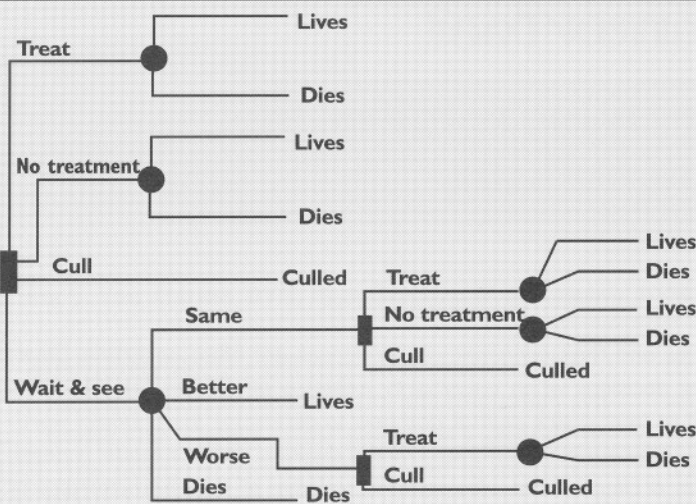 Lives
Treat
Dies
Lives
No treatment
Dies
Cull
Culled
Wait & see
Same
Treat
Lives
Dies
No treatment
Lives
Dies
Cull
Culled
Better
Lives
Worse
Treat
Lives
Dies
Cull
Culled
Dies
Dies